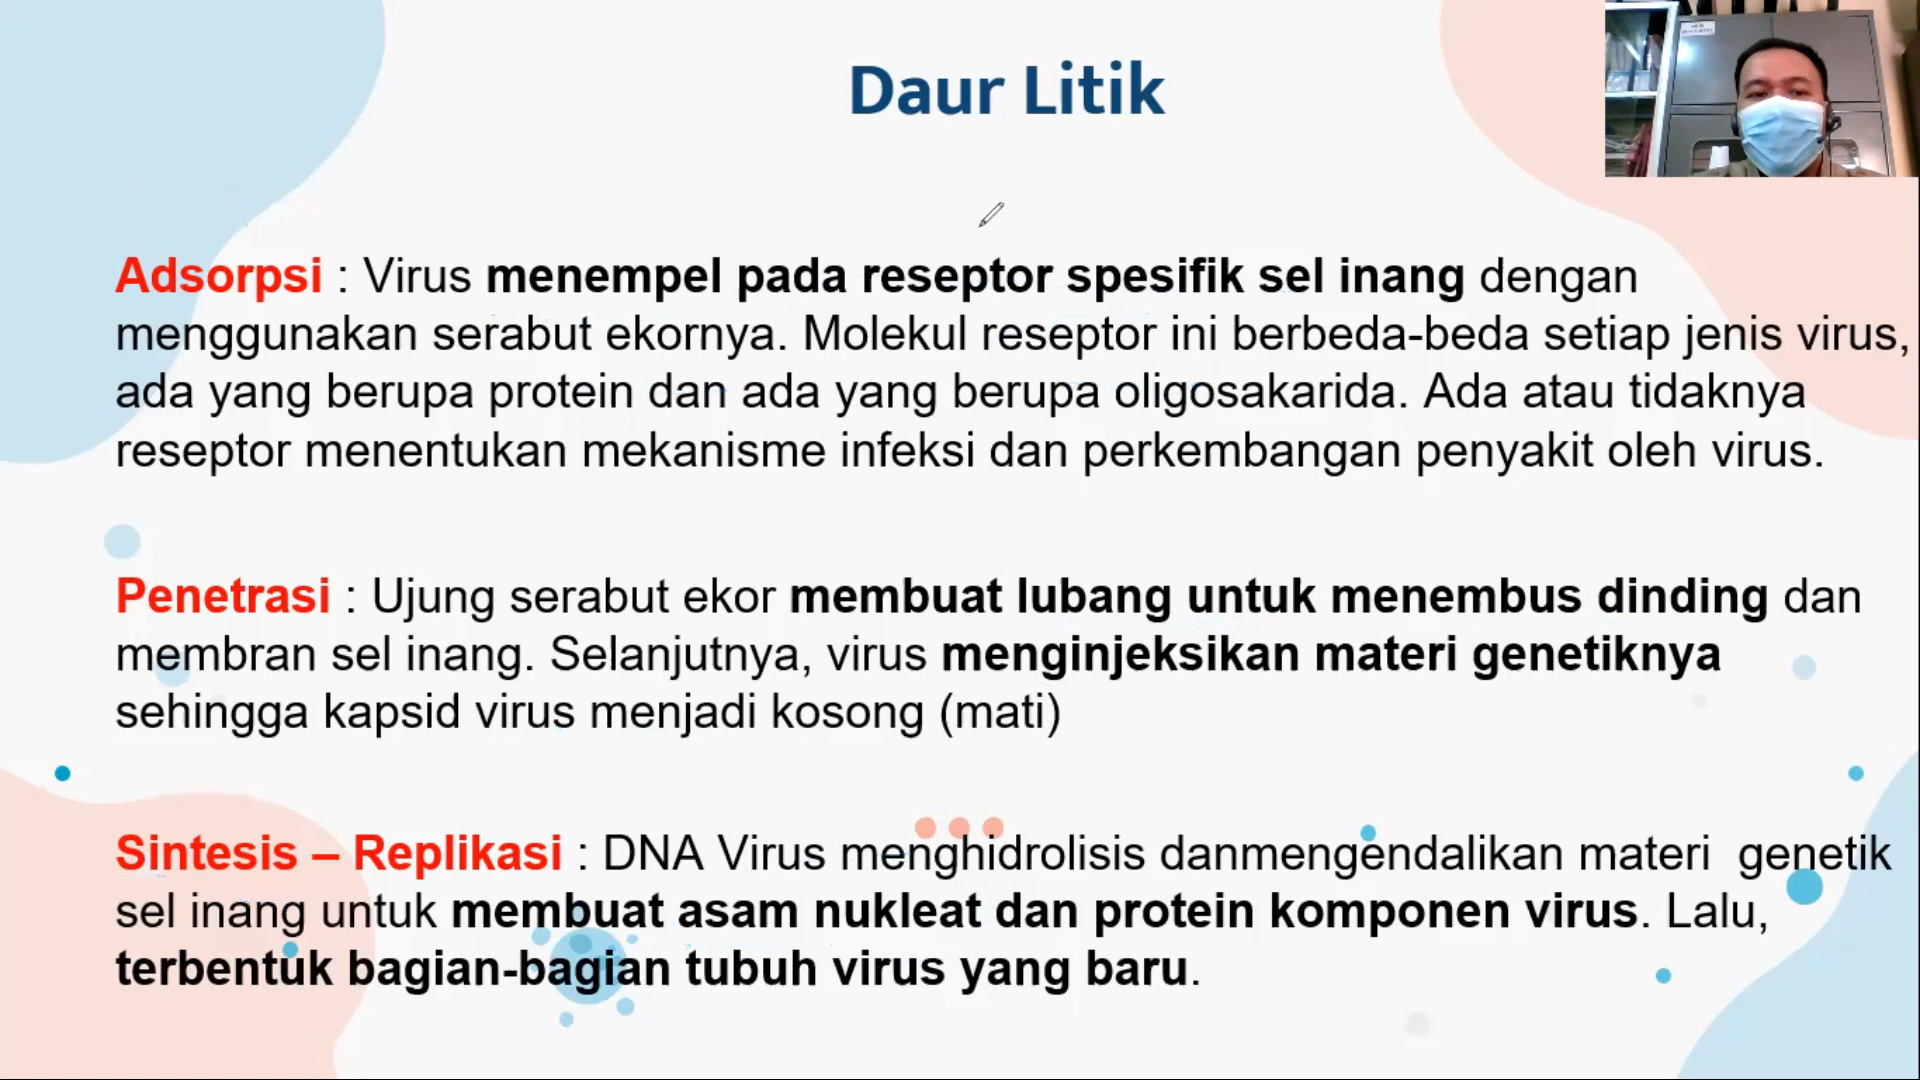 Daur Litik
Adsorpsi : Virus menempel pada reseptor spesifik sel inang dengan
menggunakan serabut ekornya. Molekul reseptor ini berbeda-beda setiap jenis virus,
ada yang berupa protein dan ada yang berupa oligosakarida. Ada atau tidaknya
reseptor menentukan mekanisme infeksi dan perkembangan penyakit oleh virus.
Penetrasi : Ujung serabut ekor membuat lubang untuk menembus dinding dan
membran sel inang. Selanjutnya, virus menginjeksikan materi genetiknya
sehingga kapsid virus menjadi kosong (mati)
Sintesis – Replikasi : DNA Virus menghidrolisis danmengendalikan materi  genetik
sel inang untuk membuat asam nukleat dan protein komponen virus. Lalu,
terbentuk bagian-bagian tubuh virus yang baru.